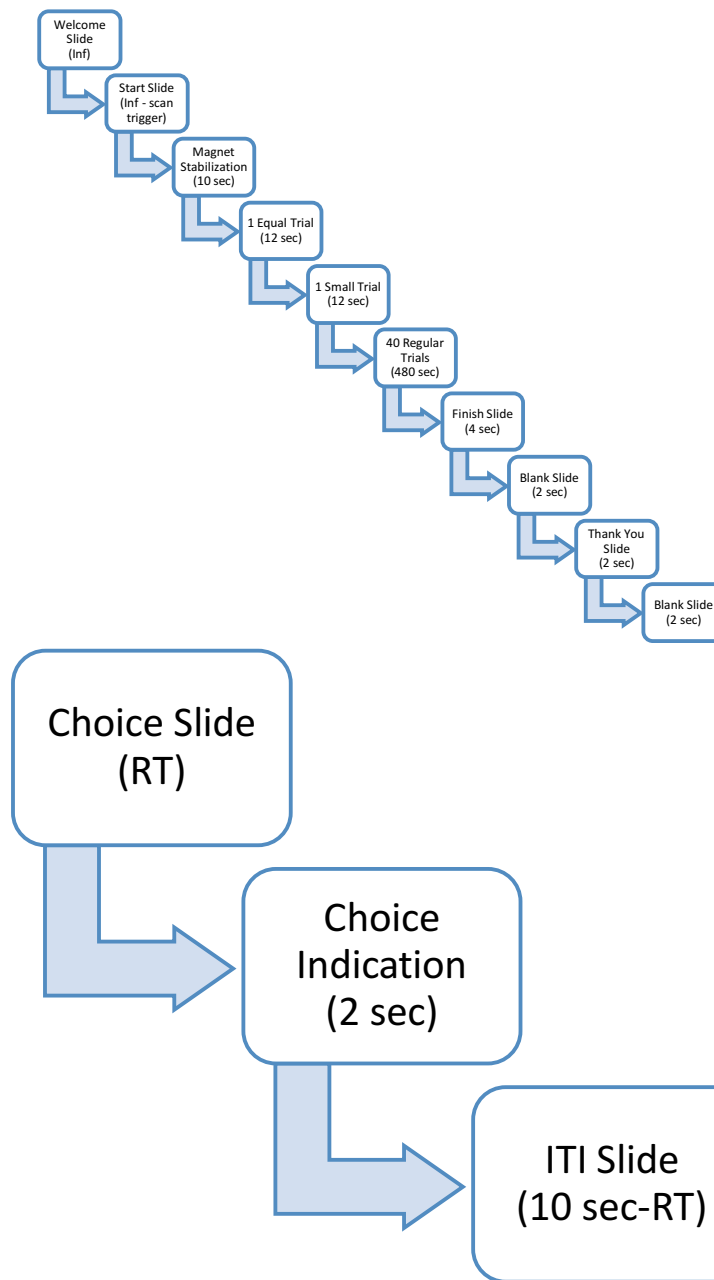 Welcome
Slide
(Inf)
Start Slide
(Inf - scan
trigger)
Magnet
Stabilization
(10 sec)
1 Equal Trial
(12 sec)
1 Small Trial
(12 sec)
40 Regular
Trials
(480 sec)
Finish Slide
(4 sec)
Blank Slide
(2 sec)
Thank You
Slide
(2 sec)
Blank Slide
(2 sec)
Choice Slide
(RT)
Choice
Indication
(2 sec)
ITI Slide
(10 sec-RT)